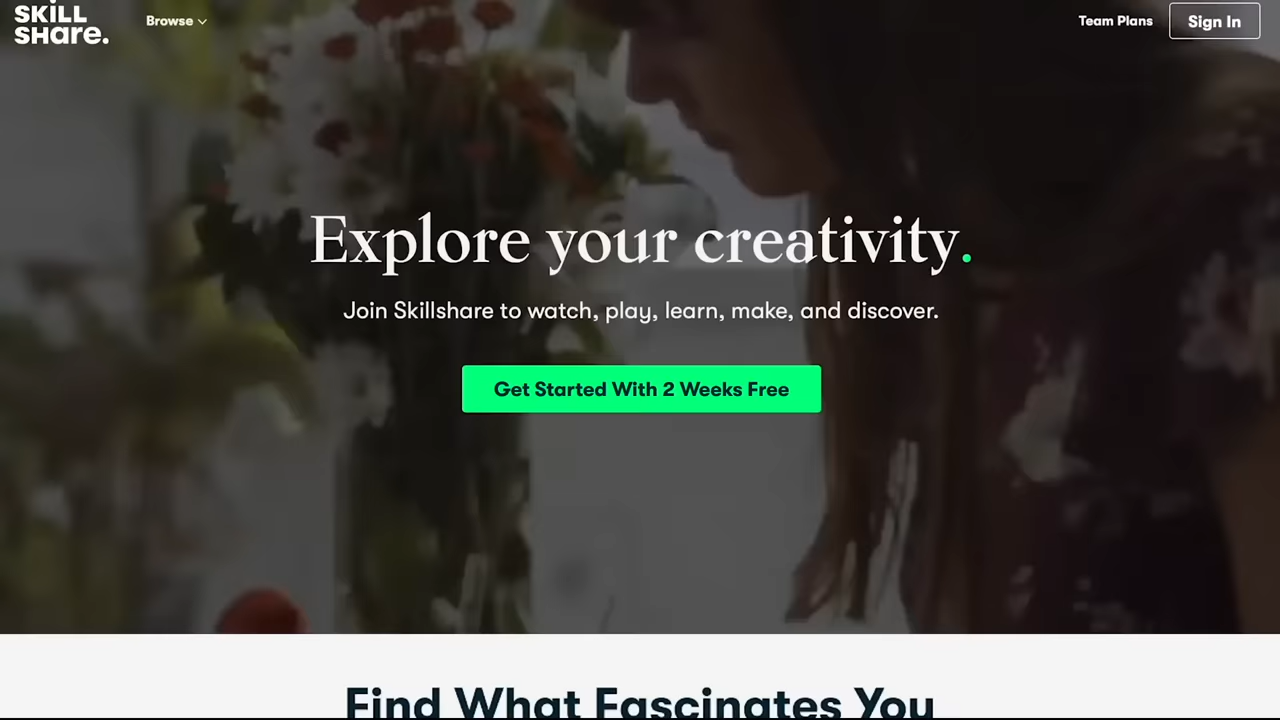 SKiLL
SHare.
Browse
Team Plans
Sign In
Explore your creativity.
Join Skillshare to watch, play, learn, make, and discover.
Get Started With 2 Weeks Free
Find What Fascinates You